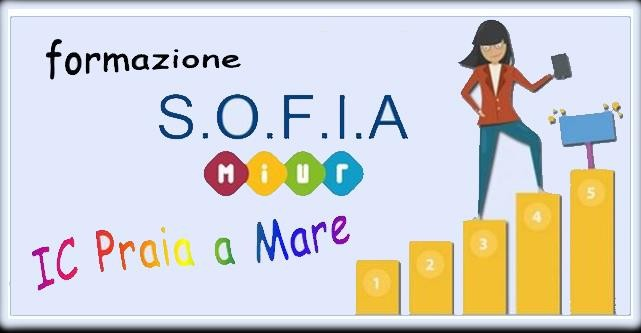 formazione
S.O.F.I.A
MiUr
IC Praia a Mare
1 2 3 4 5